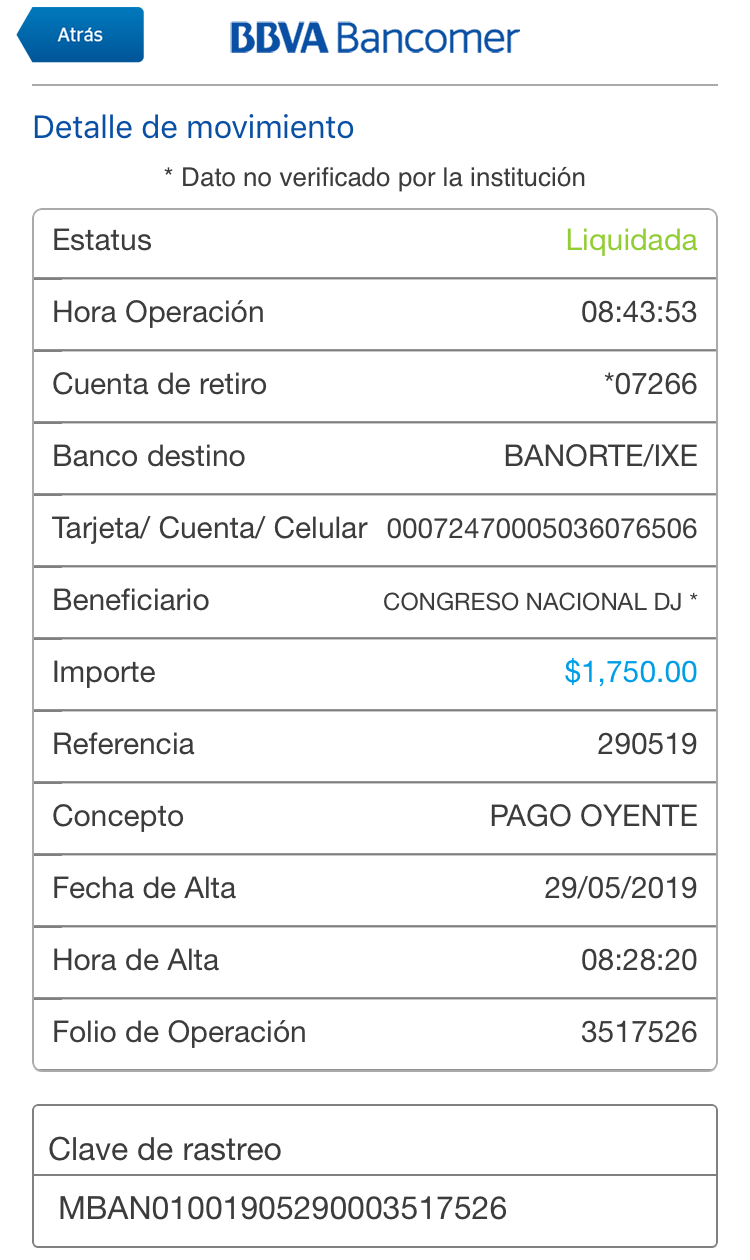 Atrás
BBVA Bancomer
Detalle de movimiento
* Dato no verificado por la institución
Estatus Liquidada
Hora Operación 08:43:53
Cuenta de retiro *07266
Banco destino BANORTE/IXE
Tarjeta/ Cuenta/ Celular 00072470005036076506
Beneficiario CONGRESO NACIONAL DJ *
Importe $1,750.00
Referencia 290519
Concepto PAGO OYENTE
Fecha de Alta 29/05/2019
Hora de Alta 08:28:20
Folio de Operación 3517526
Clave de rastreo
MBAN01001905290003517526